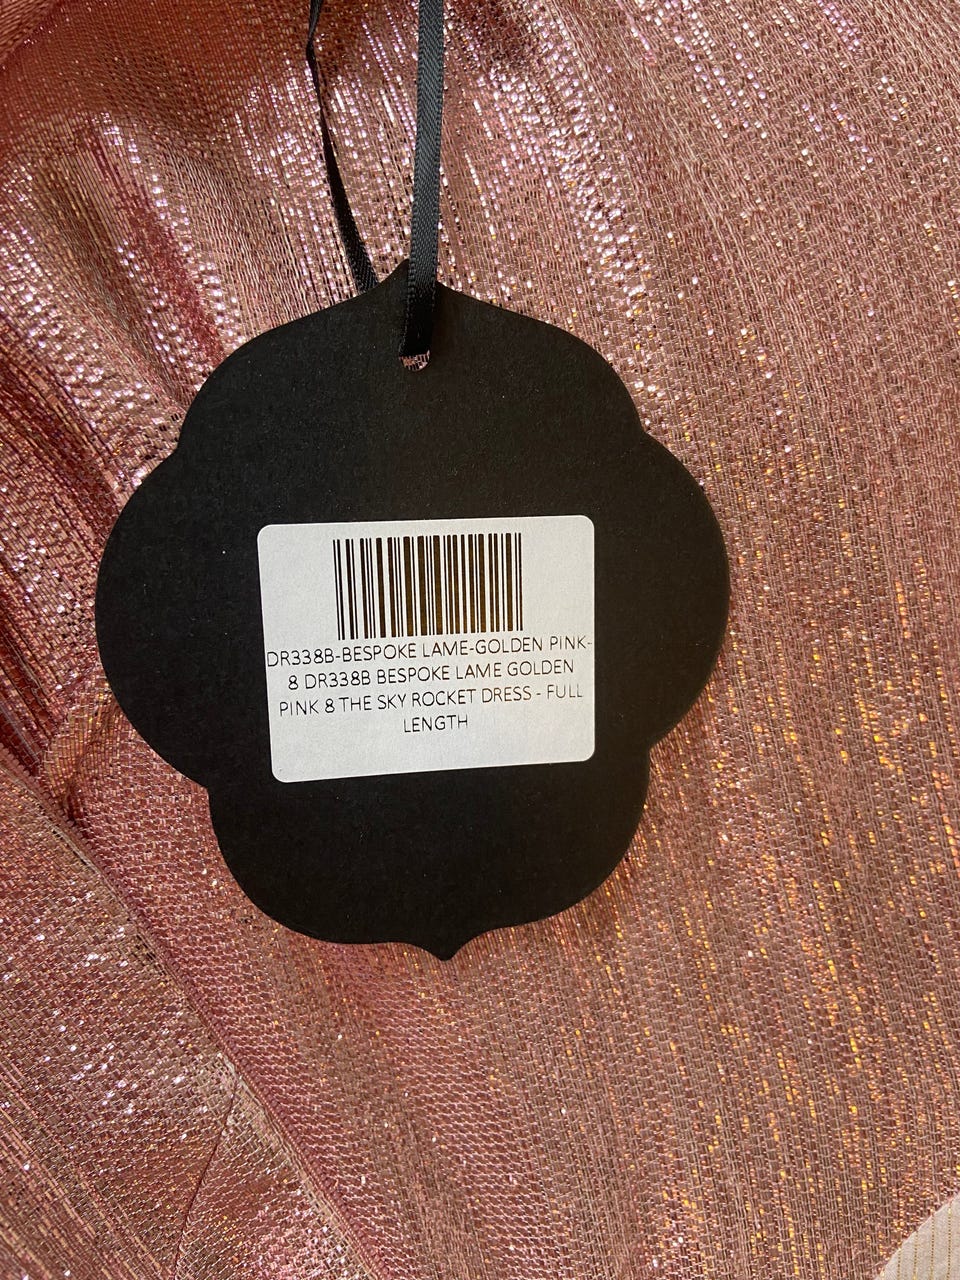 DR338B-BESPOKE LAME-GOLDEN PINK-
8 DR338B BESPOKE LAME GOLDEN
PINK 8 THE SKY ROCKET DRESS - FULL
LENGTH